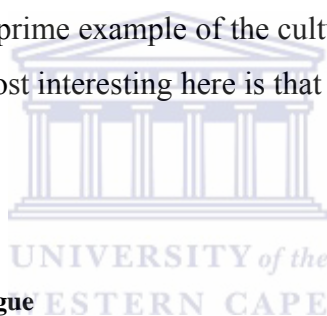 prime example of the cult
ost interesting here is that
UNIVERSITY of the
gue
WESTERN CAPE